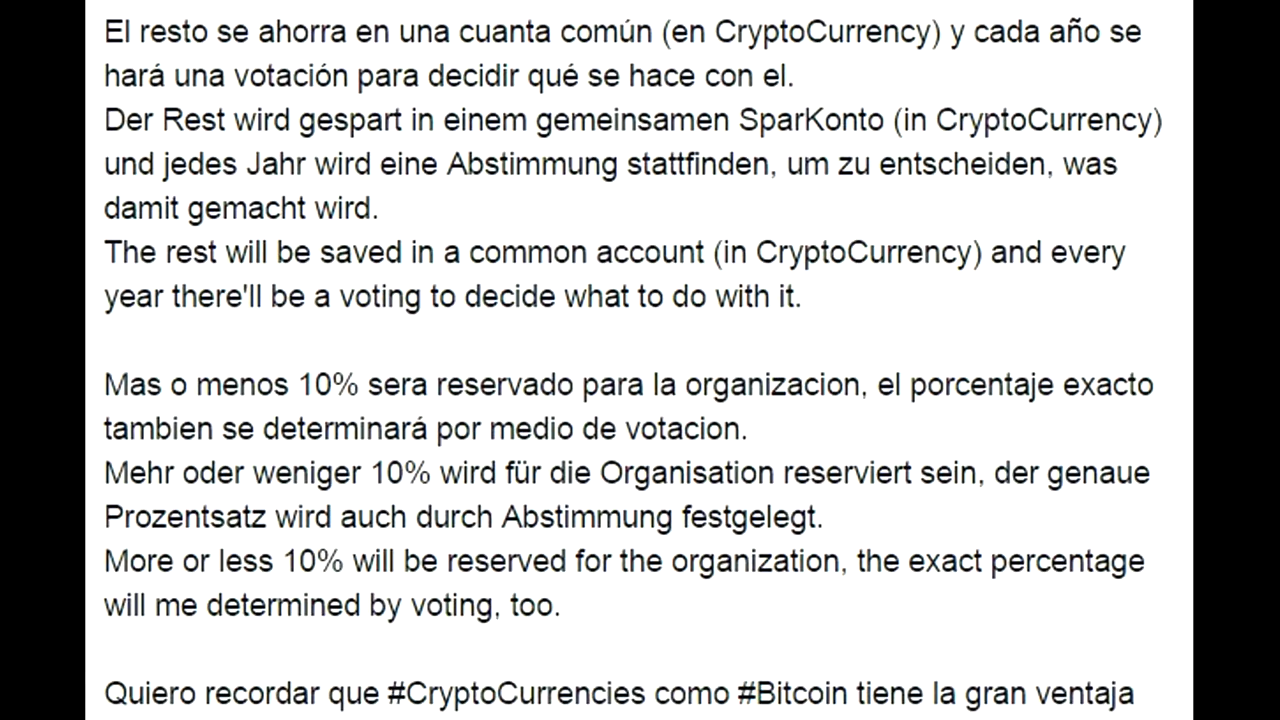 El resto se ahorra en una cuanta común (en CryptoCurrency) y cada año se
hará una votación para decidir qué se hace con el.
Der Rest wird gespart in einem gemeinsamen SparKonto (in CryptoCurrency)
und jedes Jahr wird eine Abstimmung stattfinden, um zu entscheiden, was
damit gemacht wird.
The rest will be saved in a common account (in CryptoCurrency) and every
year there'll be a voting to decide what to do with it.
Mas o menos 10% sera reservado para la organizacion, el porcentaje exacto
tambien se determinará por medio de votacion.
Mehr oder weniger 10% wird für die Organisation reserviert sein, der genaue
Prozentsatz wird auch durch Abstimmung festgelegt.
More or less 10% will be reserved for the organization, the exact percentage
will me determined by voting, too.
Quiero recordar que #CryptoCurrencies como #Bitcoin tiene la gran ventaja